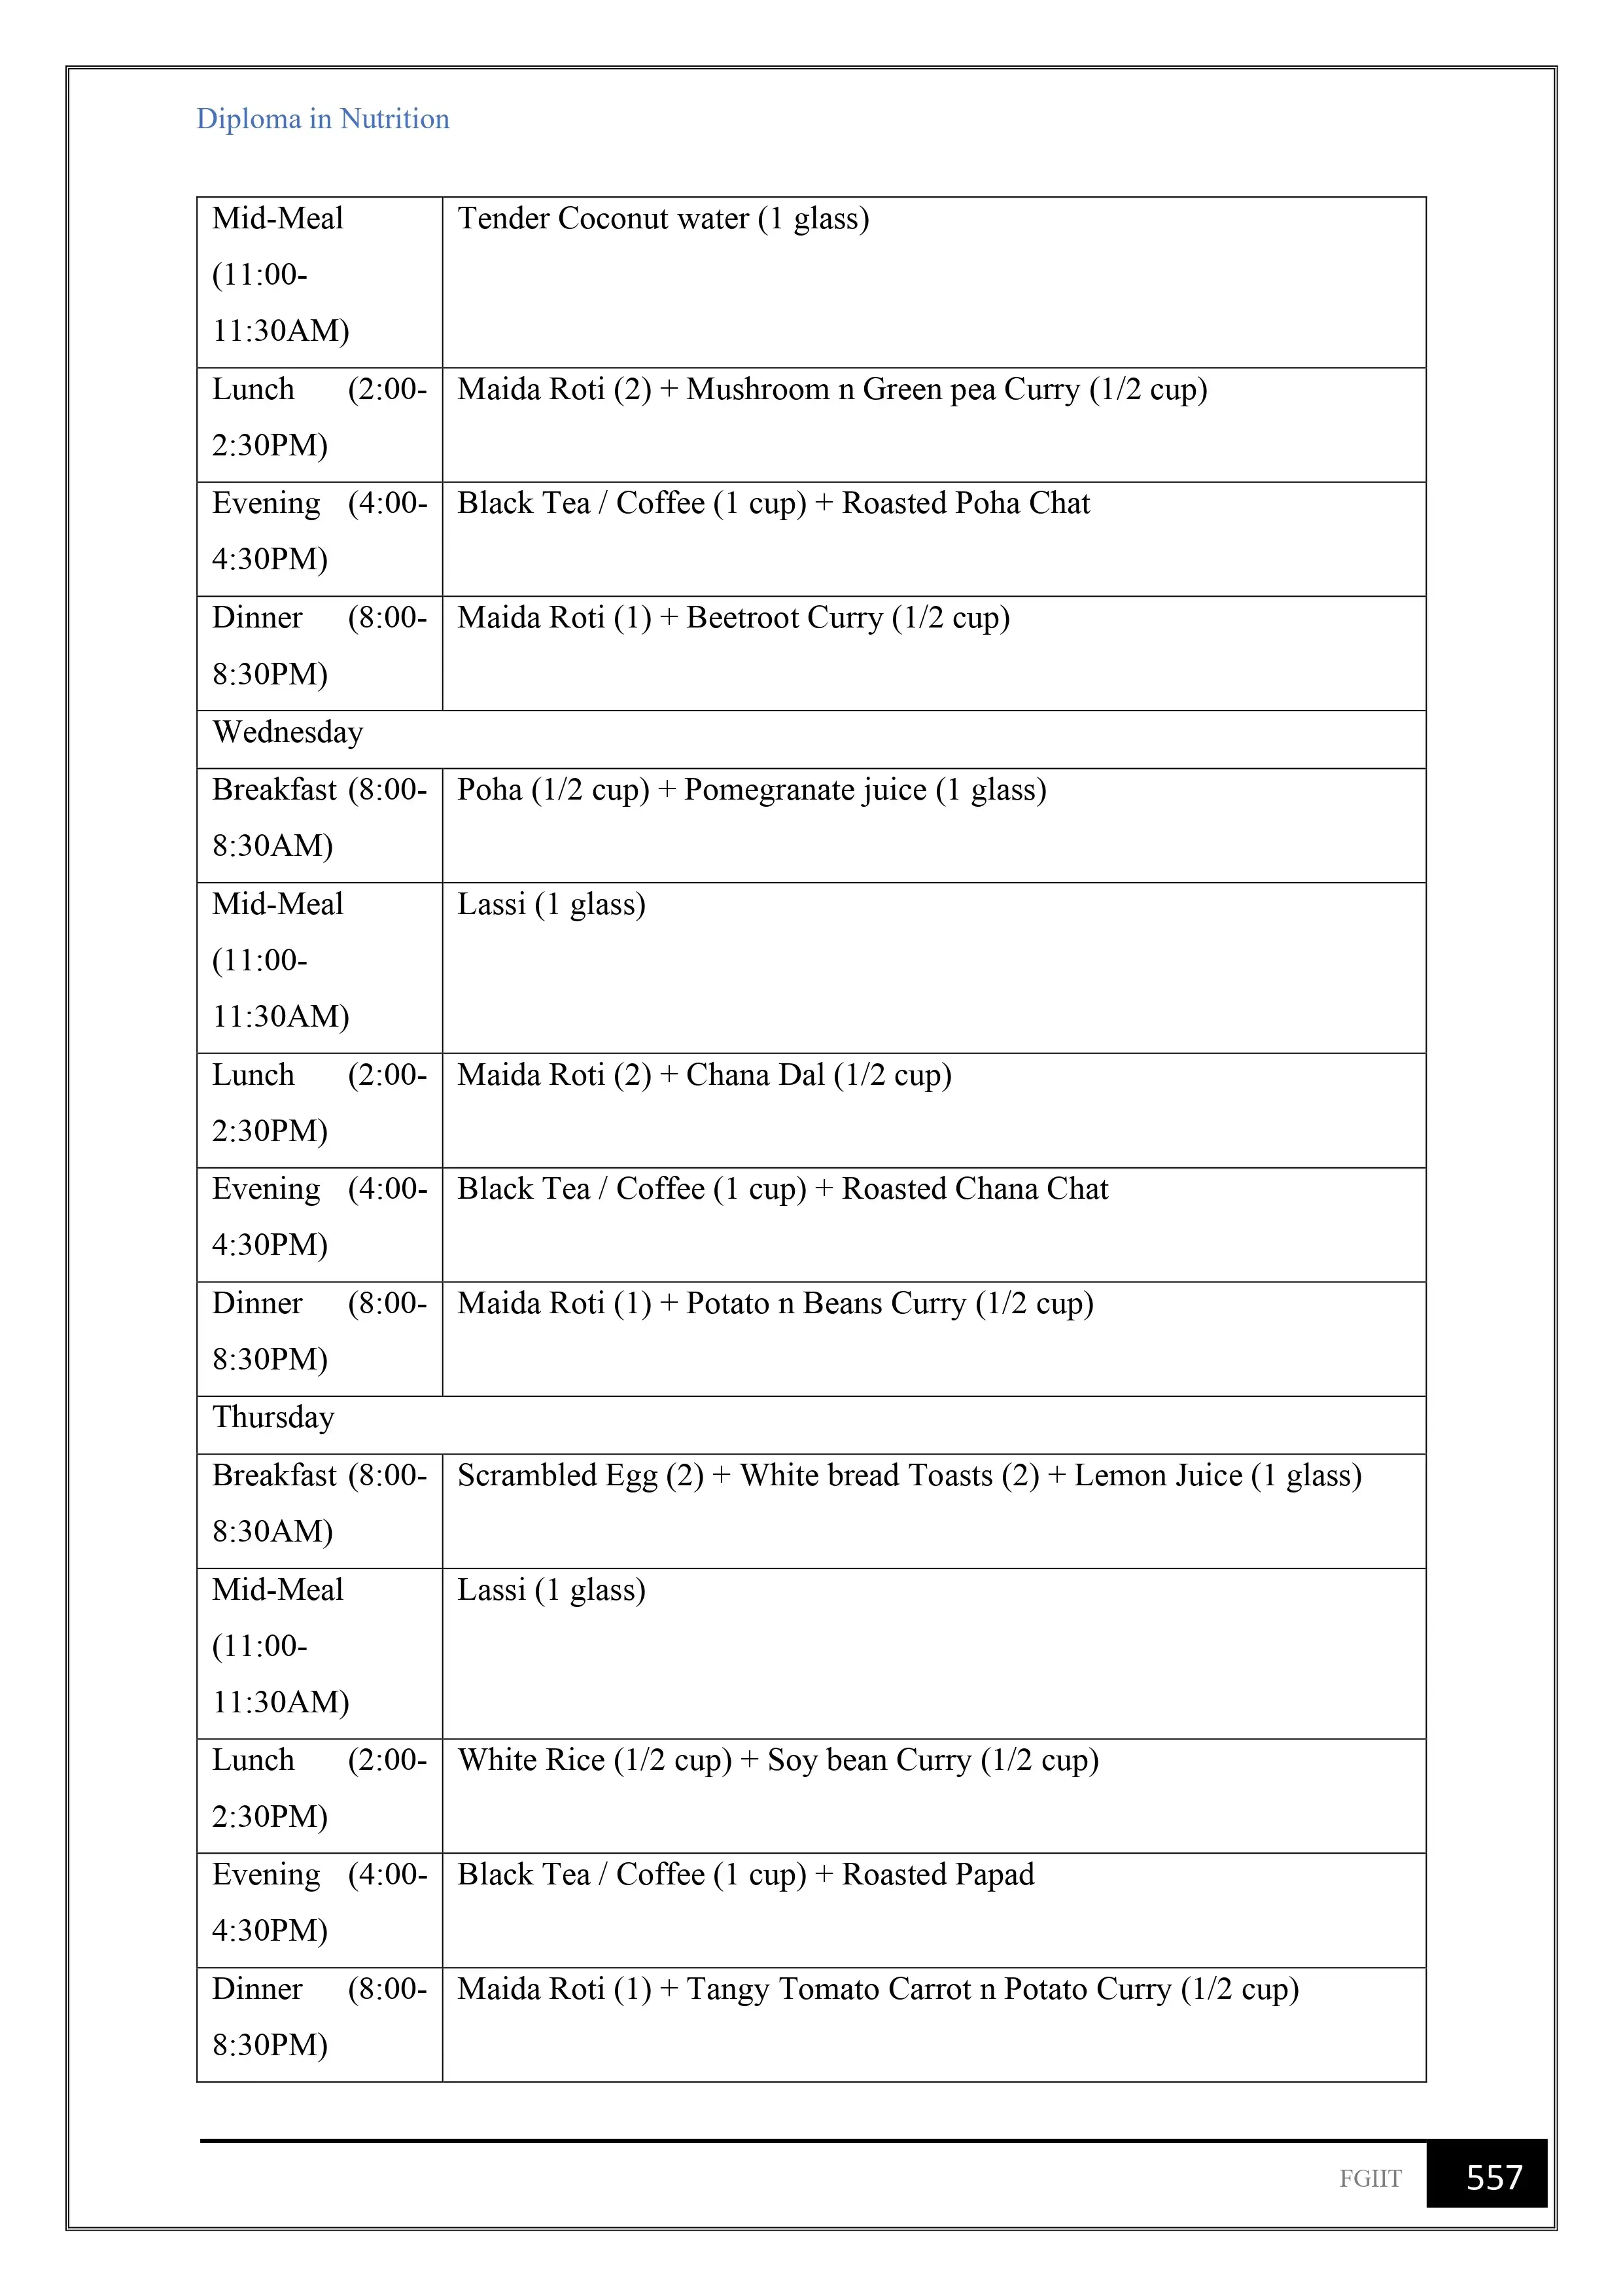 Diploma in Nutrition
Mid-Meal
(11:00-
11:30AM)
Tender Coconut water (1 glass)
Lunch (2:00-
2:30PM)
Maida Roti (2) + Mushroom n Green pea Curry (1/2 cup)
Evening (4:00-
4:30PM)
Black Tea / Coffee (1 cup) + Roasted Poha Chat
Dinner (8:00-
8:30PM)
Maida Roti (1) + Beetroot Curry (1/2 cup)
Wednesday
Breakfast (8:00-
8:30AM)
Poha (1/2 cup) + Pomegranate juice (1 glass)
Mid-Meal
(11:00-
11:30AM)
Lassi (1 glass)
Lunch (2:00-
2:30PM)
Maida Roti (2) + Chana Dal (1/2 cup)
Evening (4:00-
4:30PM)
Black Tea / Coffee (1 cup) + Roasted Chana Chat
Dinner (8:00-
8:30PM)
Maida Roti (1) + Potato n Beans Curry (1/2 cup)
Thursday
Breakfast (8:00-
8:30AM)
Scrambled Egg (2) + White bread Toasts (2) + Lemon Juice (1 glass)
Mid-Meal
(11:00-
11:30AM)
Lassi (1 glass)
Lunch (2:00-
2:30PM)
White Rice (1/2 cup) + Soy bean Curry (1/2 cup)
Evening (4:00-
4:30PM)
Black Tea / Coffee (1 cup) + Roasted Papad
Dinner (8:00-
8:30PM)
Maida Roti (1) + Tangy Tomato Carrot n Potato Curry (1/2 cup)
FGIIT 557